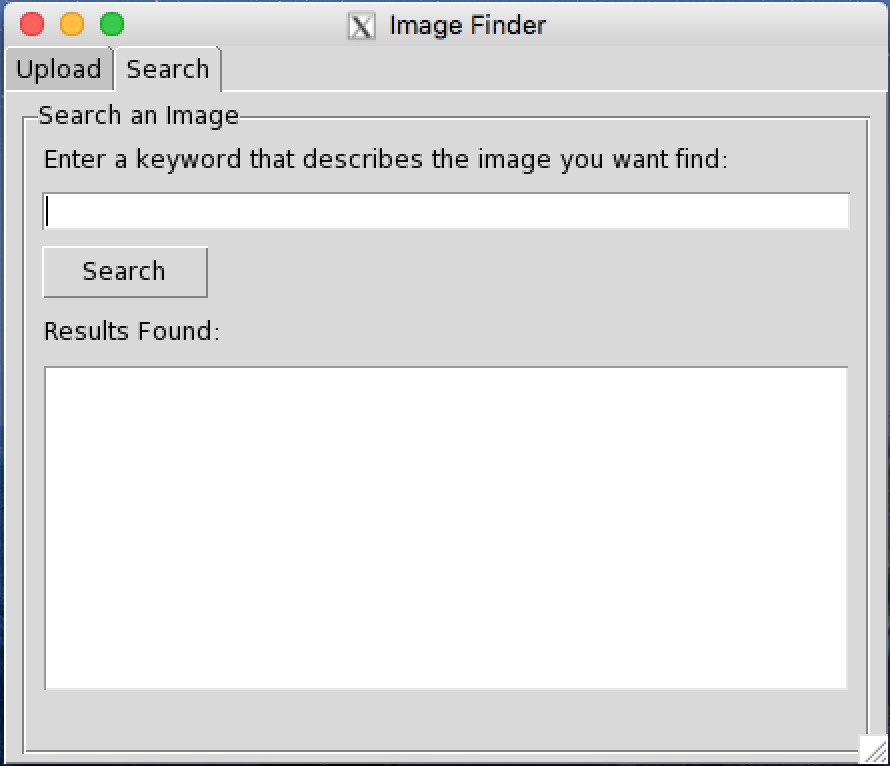 Image Finder
Upload Search
Search an Image
Enter a keyword that describes the image you want find:
Search
Results Found: